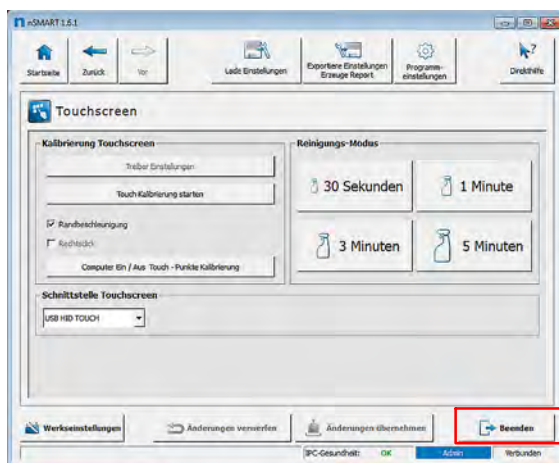 nSMART 1.6.1
Startseite
Zurück
Vor
Lade Einstellungen
Exportiere Einstellungen
Erzeuge Report
Programm-
einstellungen
Direkthilfe
Touchscreen
Kalibrierung Touchscreen
Treiber Einstellungen
Touch Kalibrierung starten
Randbeschleunigung
Rechtsklick
Computer Ein / Aus Touch - Punkte Kalibrierung
Reinigungs-Modus
30 Sekunden
1 Minute
3 Minuten
5 Minuten
Schnittstelle Touchscreen
USB HID TOUCH
Werkseinstellungen
Änderungen verwerfen
Änderungen übernehmen
Beenden
IPC-Gesundheit: OK
Admin
Verbunden